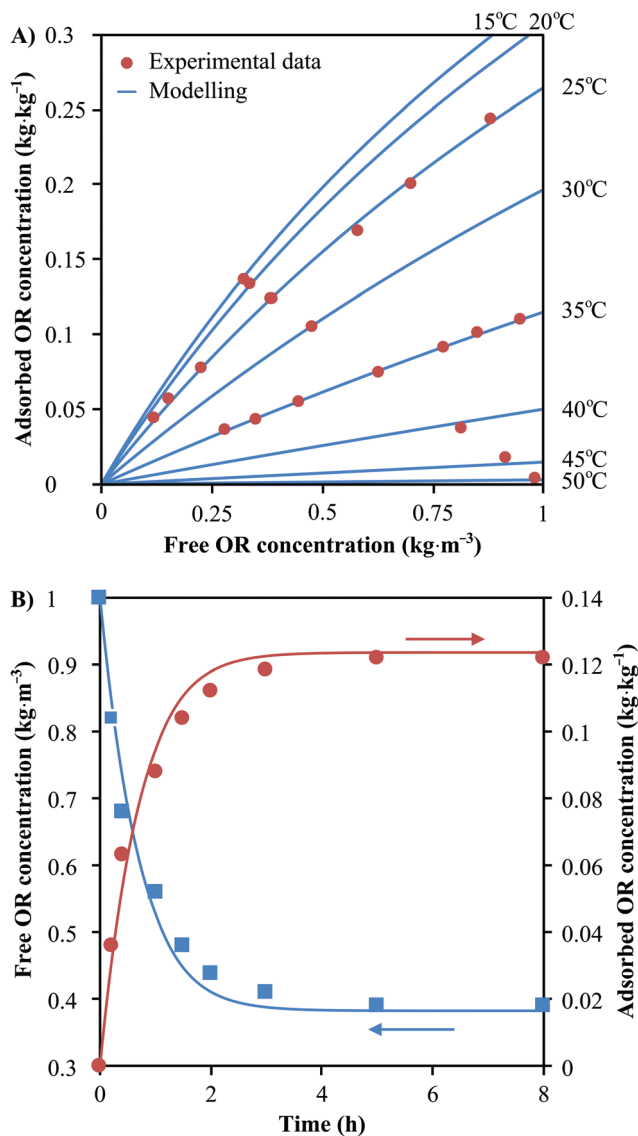 A)
15ºC 20ºC
0.3
Experimental data
Modelling
25ºC
0.25
0.2
30ºC
0.15
35ºC
0.1
40ºC
0.05
45ºC
0
50ºC
0 0.25 0.5 0.75 1
Free OR concentration (kg·m⁻³)
Adsorbed OR concentration (kg·kg⁻¹)
B)
1
0.9
0.8
0.7
0.6
0.5
0.4
0.3
Free OR concentration (kg·m⁻³)
0.14
0.12
0.1
0.08
0.06
0.04
0.02
0
Adsorbed OR concentration (kg·kg⁻¹)
0 2 4 6 8
Time (h)